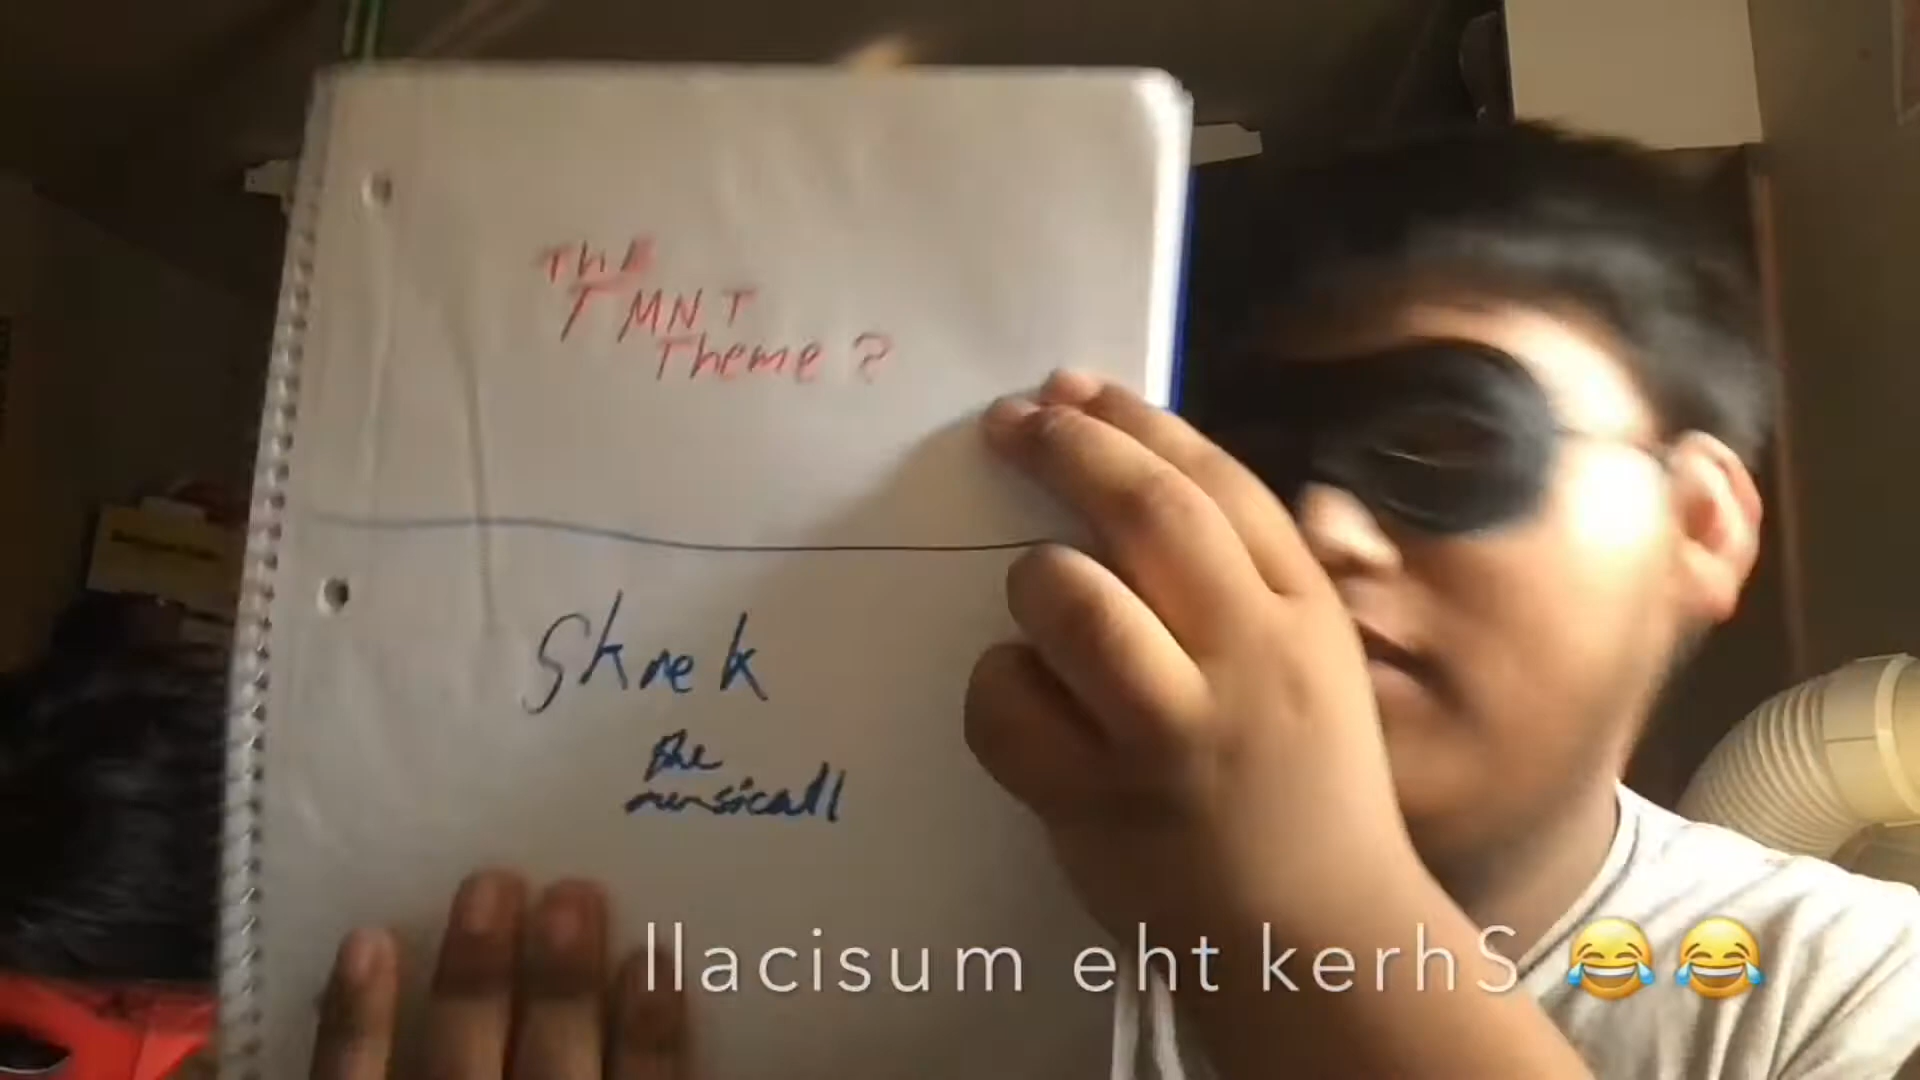 The
TMNT
Theme?
Shrek
the
musicall
llacisum eht kerhS 😂😂